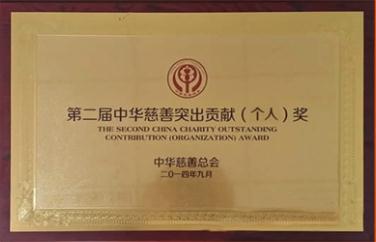 第二届中华慈善突出贡献（个人）奖
THE SECOND CHINA CHARITY OUTSTANDING
CONTRIBUTION (ORGANIZATION) AWARD
中华慈善总会
二〇一四年九月